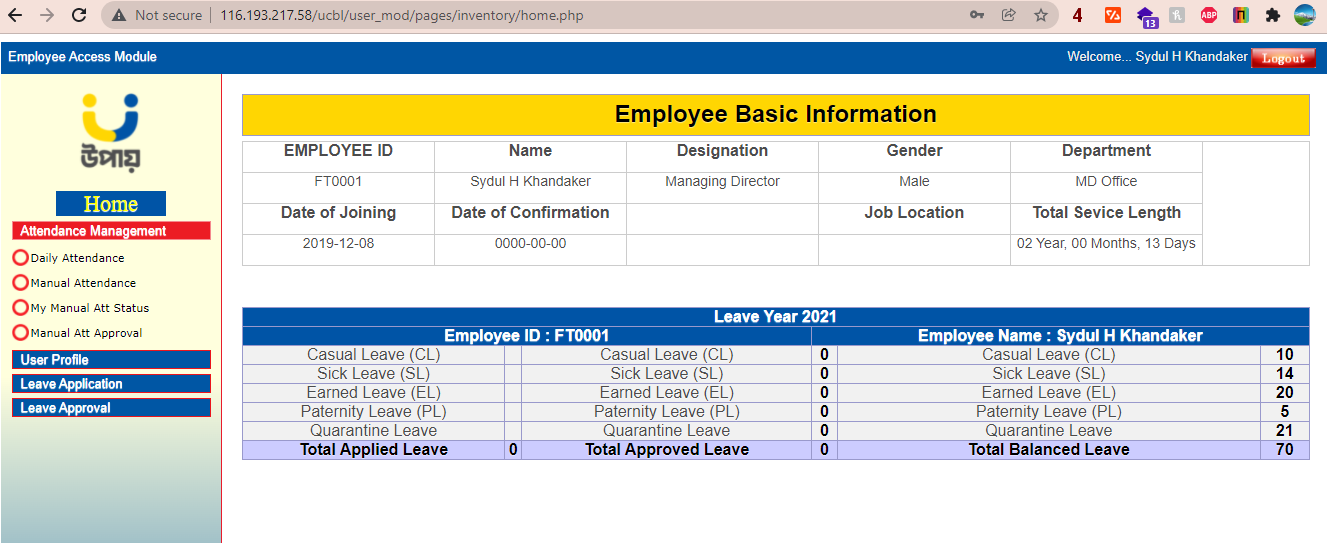 Not secure | 116.193.217.58/ucbl/user_mod/pages/inventory/home.php
4
13
ABP
n
Employee Access Module
Welcome... Sydul H Khandaker Logout
উপায়
Home
Attendance Management
Daily Attendance
Manual Attendance
My Manual Att Status
Manual Att Approval
User Profile
Leave Application
Leave Approval
Employee Basic Information
EMPLOYEE ID Name Designation Gender Department
FT0001 Sydul H Khandaker Managing Director Male MD Office
Date of Joining Date of Confirmation Job Location Total Sevice Length
2019-12-08 0000-00-00 02 Year, 00 Months, 13 Days
Leave Year 2021
Employee ID : FT0001 Employee Name : Sydul H Khandaker
Casual Leave (CL) Casual Leave (CL) 0 Casual Leave (CL) 10
Sick Leave (SL) Sick Leave (SL) 0 Sick Leave (SL) 14
Earned Leave (EL) Earned Leave (EL) 0 Earned Leave (EL) 20
Paternity Leave (PL) Paternity Leave (PL) 0 Paternity Leave (PL) 5
Quarantine Leave Quarantine Leave 0 Quarantine Leave 21
Total Applied Leave 0 Total Approved Leave 0 Total Balanced Leave 70